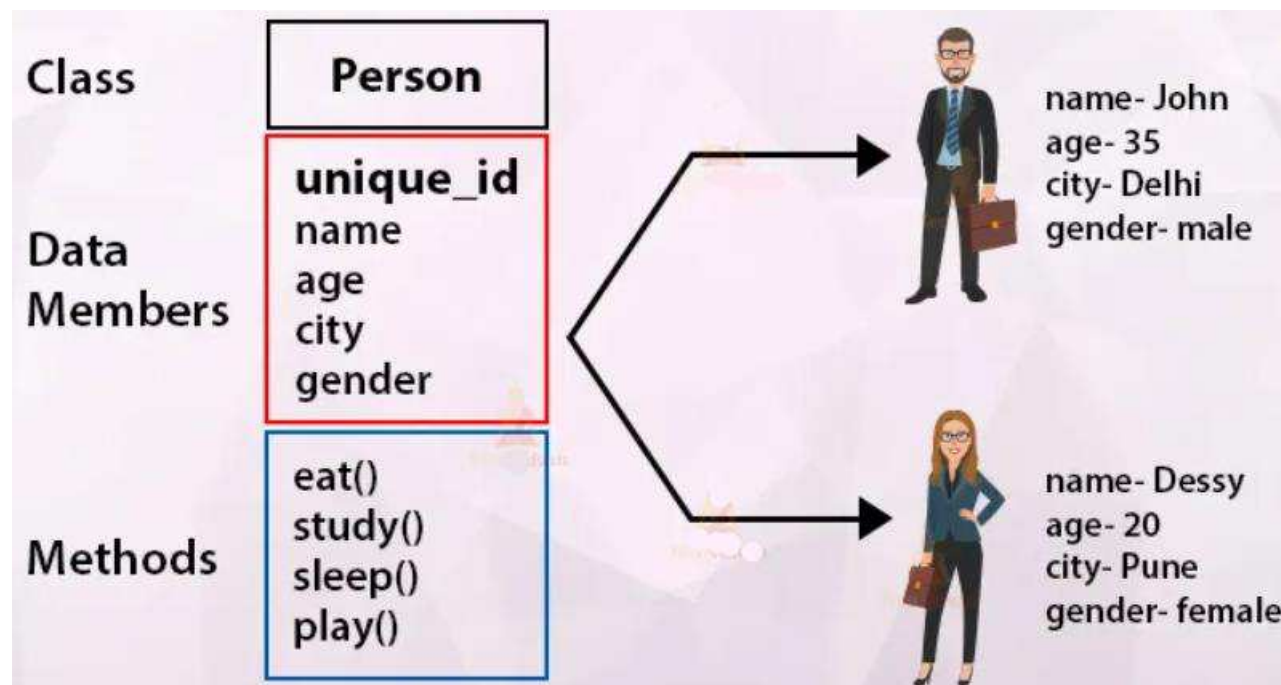 Class
Person
Data
Members
unique_id
name
age
city
gender
Methods
eat()
study()
sleep()
play()
name- John
age- 35
city- Delhi
gender- male
name- Dessy
age- 20
city- Pune
gender- female